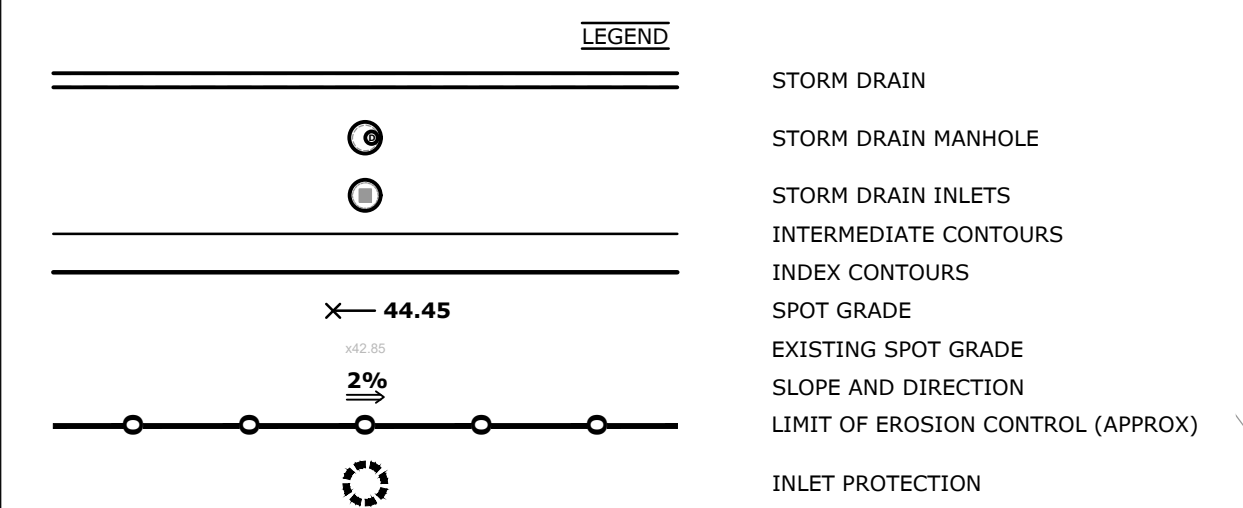 LEGEND
STORM DRAIN
D STORM DRAIN MANHOLE
STORM DRAIN INLETS
INTERMEDIATE CONTOURS
INDEX CONTOURS
44.45 SPOT GRADE
x42.85 EXISTING SPOT GRADE
2% SLOPE AND DIRECTION
LIMIT OF EROSION CONTROL (APPROX)
INLET PROTECTION